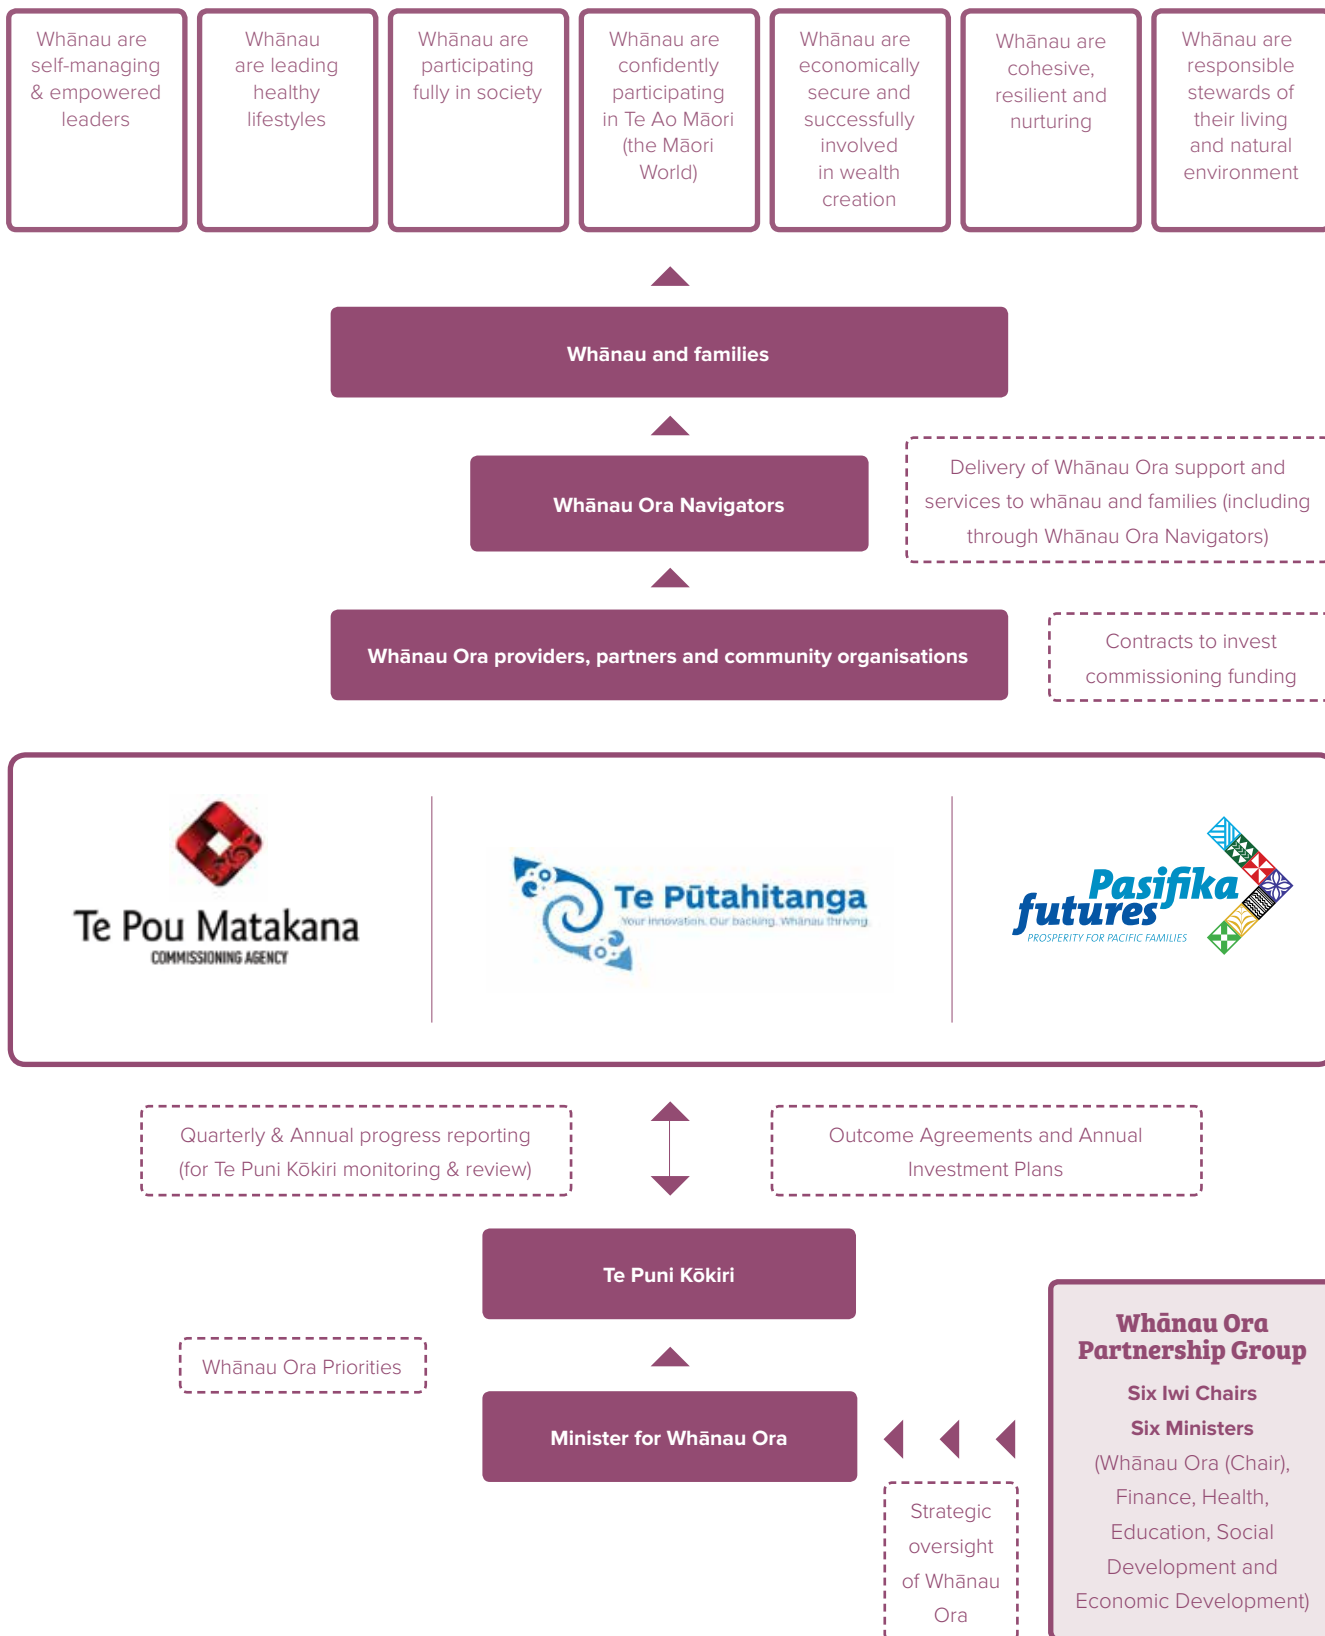 Whānau are
self-managing
& empowered
leaders
Whānau
are leading
healthy
lifestyles
Whānau are
participating
fully in society
Whānau are
confidently
participating
in Te Ao Māori
(the Māori
World)
Whānau are
economically
secure and
successfully
involved
in wealth
creation
Whānau are
cohesive,
resilient and
nurturing
Whānau are
responsible
stewards of
their living
and natural
environment
Whānau and families
Whānau Ora Navigators
Delivery of Whānau Ora support and
services to whānau and families (including
through Whānau Ora Navigators)
Whānau Ora providers, partners and community organisations
Contracts to invest
commissioning funding
Te Pou Matakana
COMMISSIONING AGENCY
Te Pūtahitanga
Your innovation. Our backing. Whānau thriving.
Pasifika
futures
PROSPERITY FOR PACIFIC FAMILIES
Quarterly & Annual progress reporting
(for Te Puni Kōkiri monitoring & review)
Outcome Agreements and Annual
Investment Plans
Te Puni Kōkiri
Whānau Ora Priorities
Minister for Whānau Ora
Strategic
oversight
of Whānau
Ora
Whānau Ora
Partnership Group
Six Iwi Chairs
Six Ministers
(Whānau Ora (Chair),
Finance, Health,
Education, Social
Development and
Economic Development)